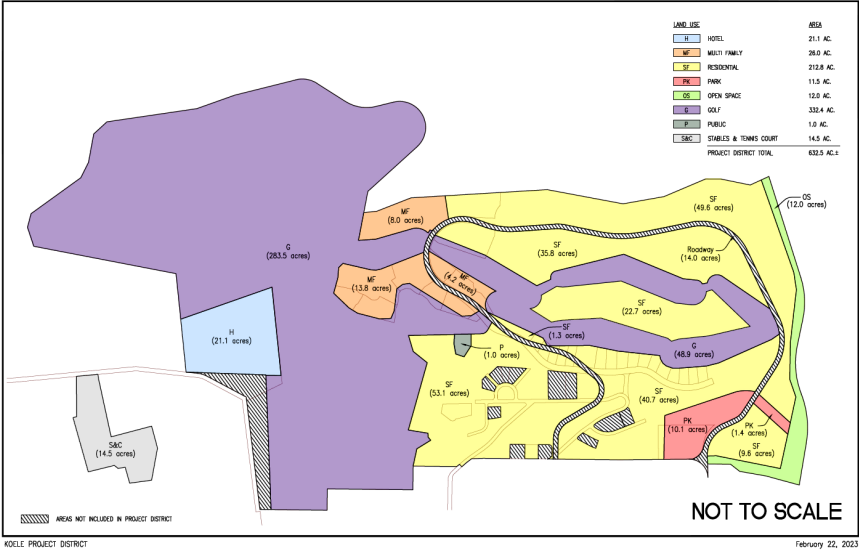 LAND USE AREA
H HOTEL 21.1 AC.
MF MULTI FAMILY 26.0 AC.
SF RESIDENTIAL 212.8 AC.
PK PARK 11.5 AC.
OS OPEN SPACE 12.0 AC.
G GOLF 332.4 AC.
P PUBLIC 1.0 AC.
S&C STABLES & TENNIS COURT 14.5 AC.
PROJECT DISTRICT TOTAL 632.5 AC.±
OS
(12.0 acres)
SF
(49.6 acres)
MF
(8.0 acres)
Roadway
(14.0 acres)
SF
(35.8 acres)
G
(283.5 acres)
MF
(13.8 acres)
MF
(4.2 acres)
SF
(22.7 acres)
H
(21.1 acres)
SF
(1.3 acres)
P
(1.0 acres)
G
(48.9 acres)
SF
(53.1 acres)
SF
(40.7 acres)
PK
(10.1 acres)
PK
(1.4 acres)
S&C
(14.5 acres)
SF
(9.6 acres)
AREAS NOT INCLUDED IN PROJECT DISTRICT
NOT TO SCALE
KOELE PROJECT DISTRICT
February 22, 2023